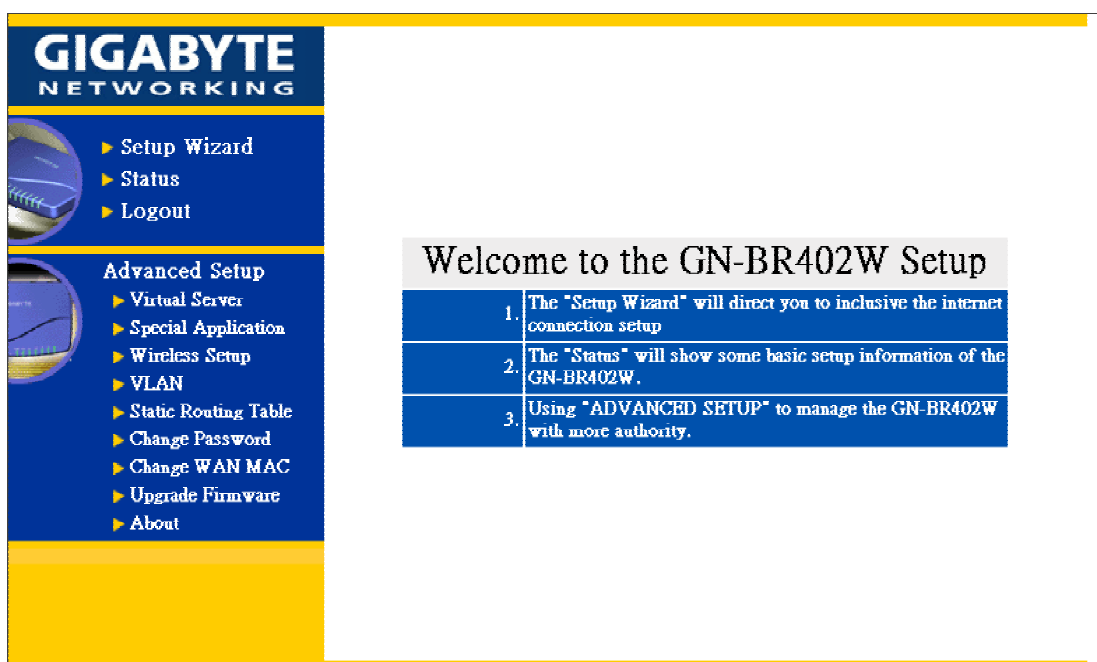 GIGABYTE
NETWORKING
Setup Wizard
Status
Logout
Advanced Setup
Virtual Server
Special Application
Wireless Setup
VLAN
Static Routing Table
Change Password
Change WAN MAC
Upgrade Firmware
About
Welcome to the GN-BR402W Setup
1. The "Setup Wizard" will direct you to inclusive the internet
connection setup
2. The "Status" will show some basic setup information of the
GN-BR402W.
3. Using "ADVANCED SETUP" to manage the GN-BR402W
with more authority.